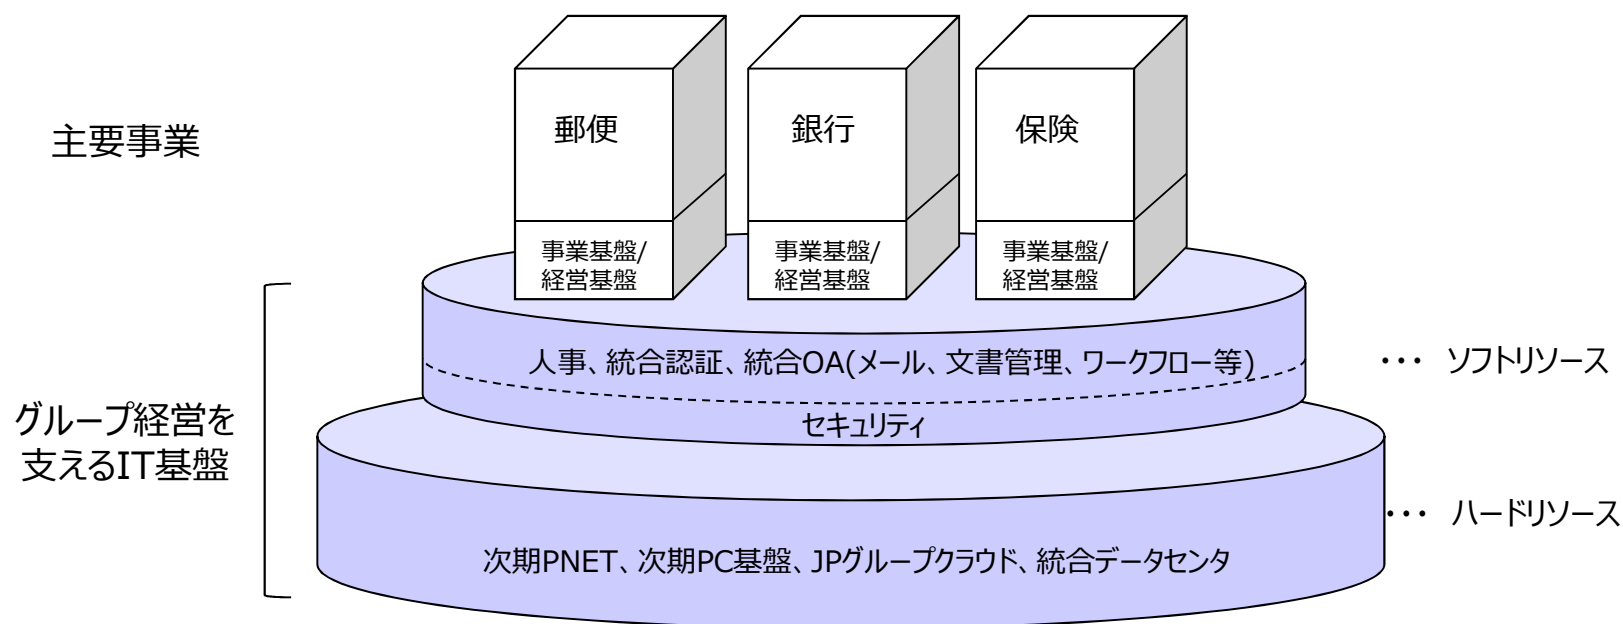 主要事業
郵便
銀行
保険
事業基盤/
経営基盤
事業基盤/
経営基盤
事業基盤/
経営基盤
グループ経営を
支えるIT基盤
人事、統合認証、統合OA(メール、文書管理、ワークフロー等)
・・・ ソフトリソース
セキュリティ
・・・ ハードリソース
次期PNET、次期PC基盤、JPグループクラウド、統合データセンタ